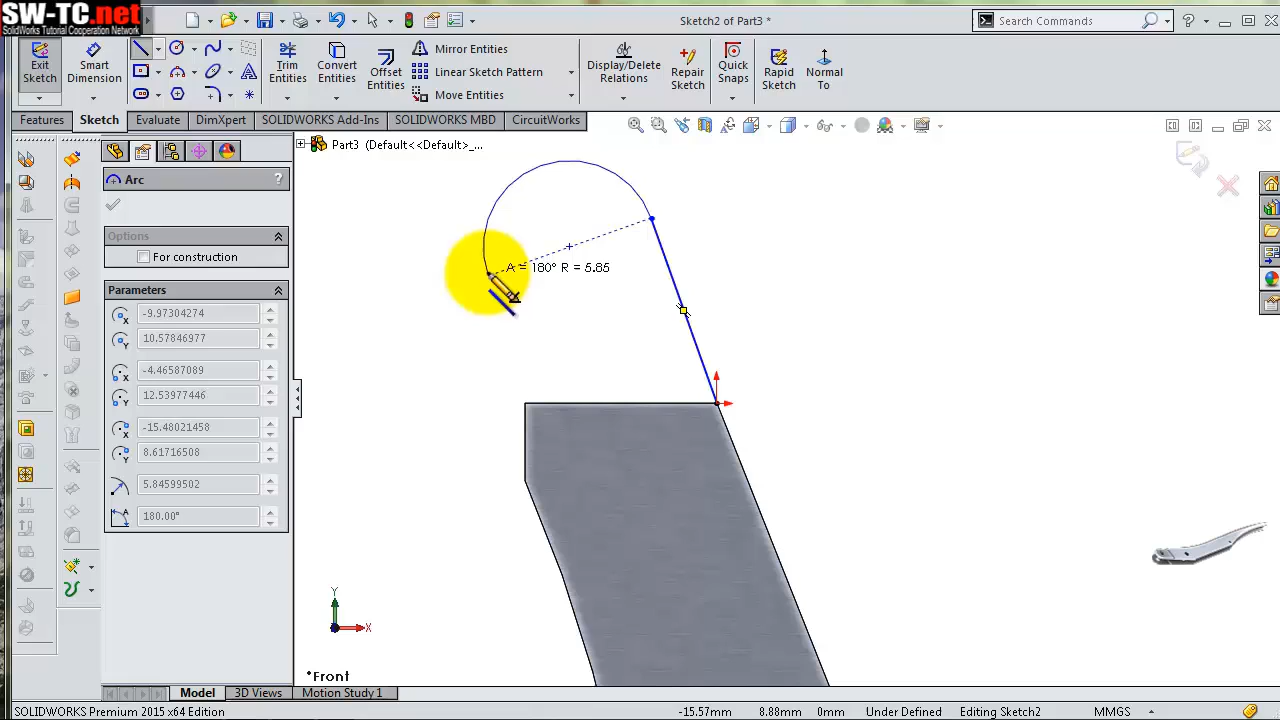 SW-TC.net
SolidWorks Tutorial Cooperation Network
Sketch
Search Commands
Exit Sketch
Smart Dimension
Trim Entities
Convert Entities
Offset Entities
Mirror Entities
Linear Sketch Pattern
Move Entities
Display/Delete Relations
Repair Sketch
Quick Snaps
Rapid Sketch
Normal To
Features
Sketch
Evaluate
DimXpert
SOLIDWORKS Add-Ins
SOLIDWORKS MBD
CircuitWorks
Part3 (Default<<Default>_...
Arc
?
Options
For construction
Parameters
X -9.97304274
Y 10.57846977
X -4.46587089
Y 12.53977446
X -15.48021458
Y 8.61716508
5.84599502
A 180.00°
A = 180° R = 5.85
Y
X
*Front
Model
3D Views
Motion Study 1
SOLIDWORKS Premium 2015 x64 Edition
-15.57mm
8.88mm
0mm
Under Defined
Editing Sketch2
MMGS